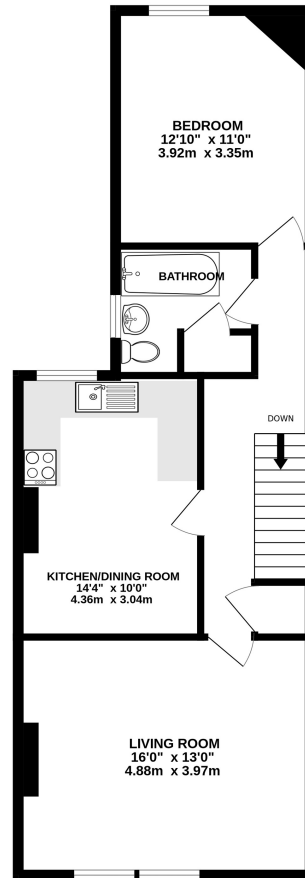 BEDROOM
12'10" x 11'0"
3.92m x 3.35m
BATHROOM
DOWN
KITCHEN/DINING ROOM
14'4" x 10'0"
4.36m x 3.04m
LIVING ROOM
16'0" x 13'0"
4.88m x 3.97m